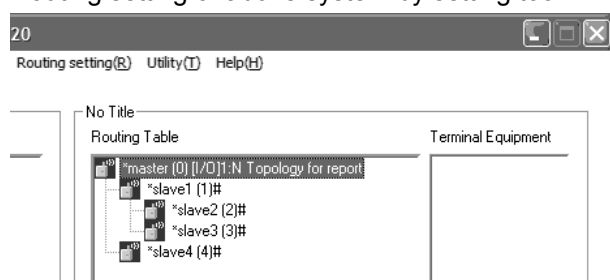 20
Routing setting(R) Utility(T) Help(H)
No Title
Routing Table Terminal Equipment
*master (0) [I/O]1:N Topology for report
*slave1 (1)#
*slave2 (2)#
*slave3 (3)#
*slave4 (4)#